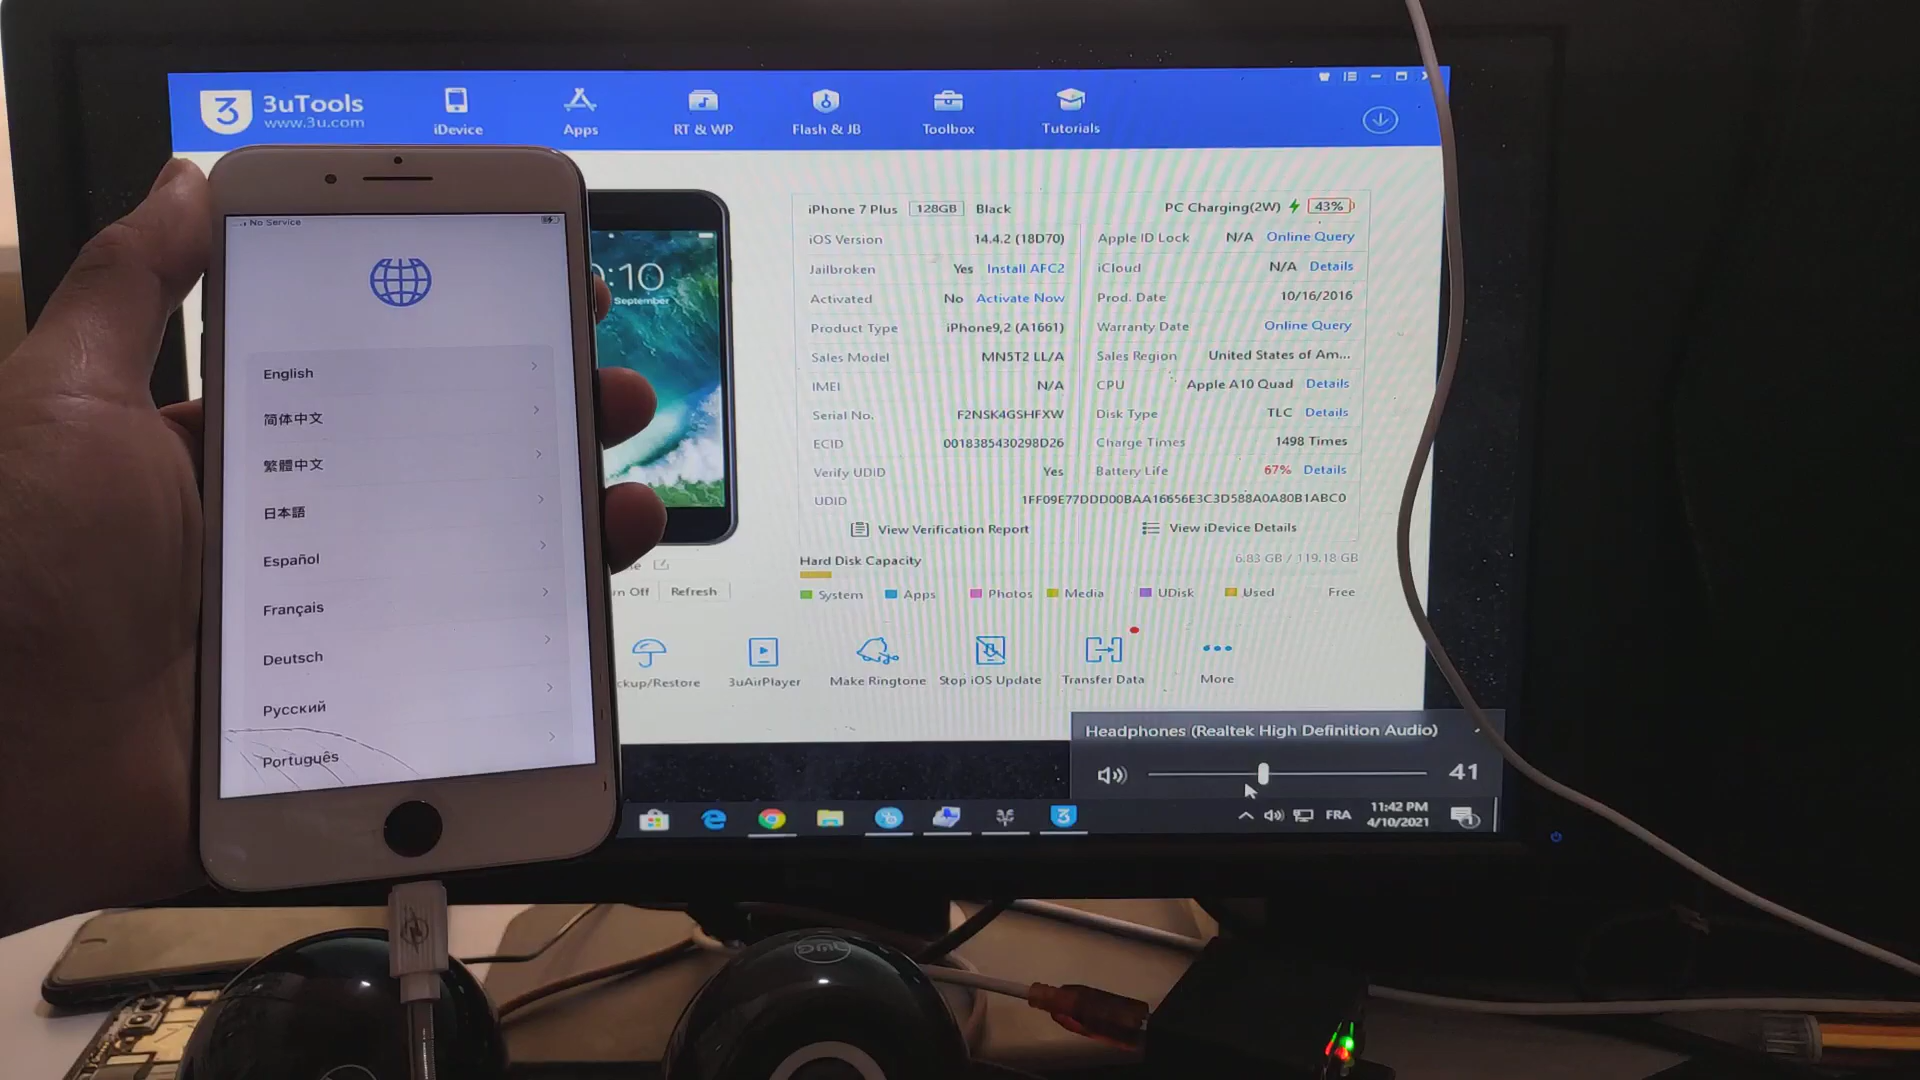 3uTools
www.3u.com
iDevice
Apps
RT & WP
Flash & JB
Toolbox
Tutorials
No Service
English
简体中文
繁體中文
日本語
Español
Français
Deutsch
Русский
Português
:10
September
iPhone 7 Plus 128GB Black
PC Charging(2W) 43%
iOS Version 14.4.2 (18D70)
Apple ID Lock N/A Online Query
Jailbroken Yes Install AFC2
iCloud N/A Details
Activated No Activate Now
Prod. Date 10/16/2016
Product Type iPhone9,2 (A1661)
Warranty Date Online Query
Sales Model MN5T2 LL/A
Sales Region United States of Am...
IMEI N/A
CPU Apple A10 Quad Details
Serial No. F2NSK4GSHFXW
Disk Type TLC Details
ECID 0018385430298D26
Charge Times 1498 Times
Verify UDID Yes
Battery Life 67% Details
UDID 1FF09E77DDD00BAA16656E3C3D588A0A80B1ABC0
View Verification Report
View iDevice Details
Hard Disk Capacity 6.83 GB / 119.18 GB
System Apps Photos Media UDisk Used Free
rn Off Refresh
ckup/Restore
3uAirPlayer
Make Ringtone
Stop iOS Update
Transfer Data
More
Headphones (Realtek High Definition Audio)
41
FRA
11:42 PM
4/10/2021